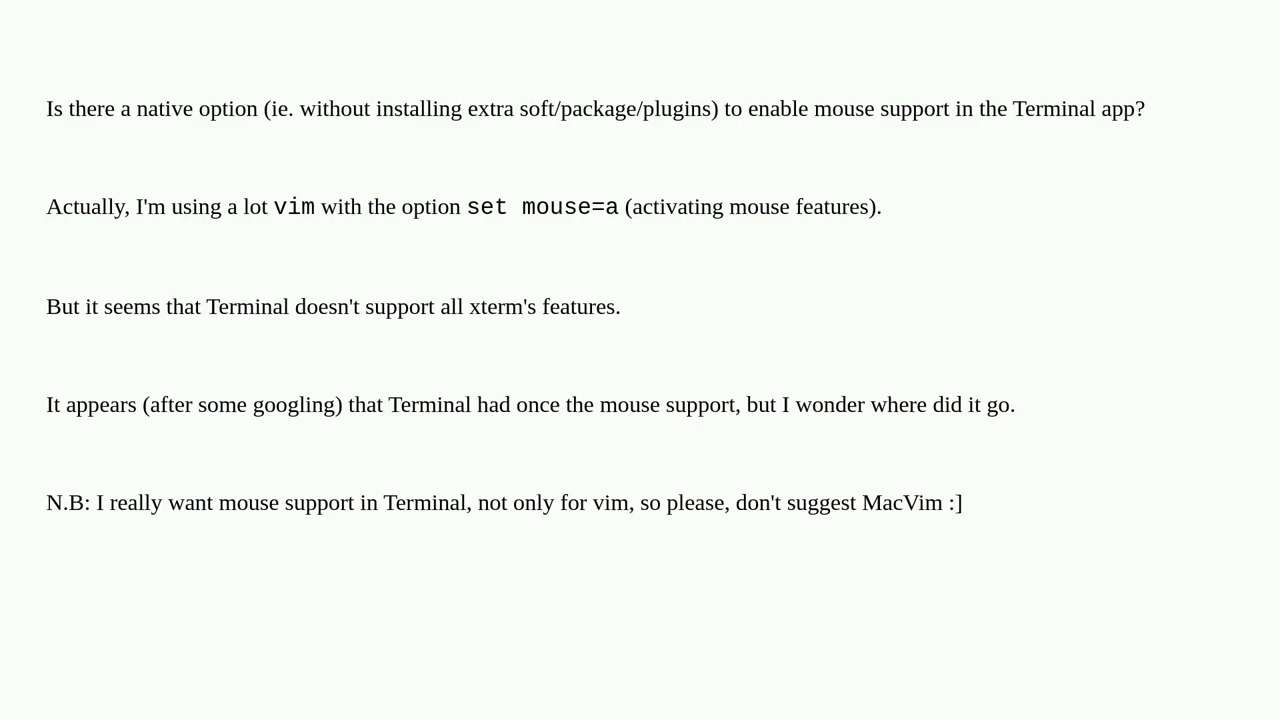 Is there a native option (ie. without installing extra soft/package/plugins) to enable mouse support in the Terminal app?
Actually, I'm using a lot vim with the option set mouse=a (activating mouse features).
But it seems that Terminal doesn't support all xterm's features.
It appears (after some googling) that Terminal had once the mouse support, but I wonder where did it go.
N.B: I really want mouse support in Terminal, not only for vim, so please, don't suggest MacVim :]